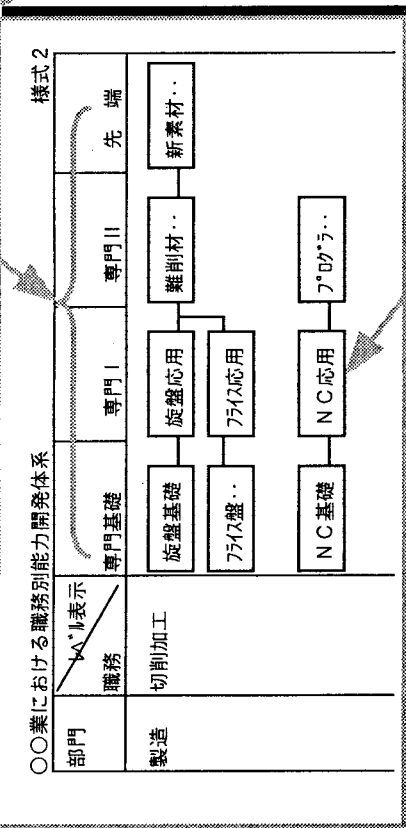 ○○業における職務別能力開発体系 様式2
部門 レベル表示 職務 専門基礎 専門Ⅰ 専門Ⅱ 先端
製造 切削加工 旋盤基礎 旋盤応用 難削材‥ 新素材‥
フライス盤‥ フライス応用
NC基礎 NC応用 プログラ‥